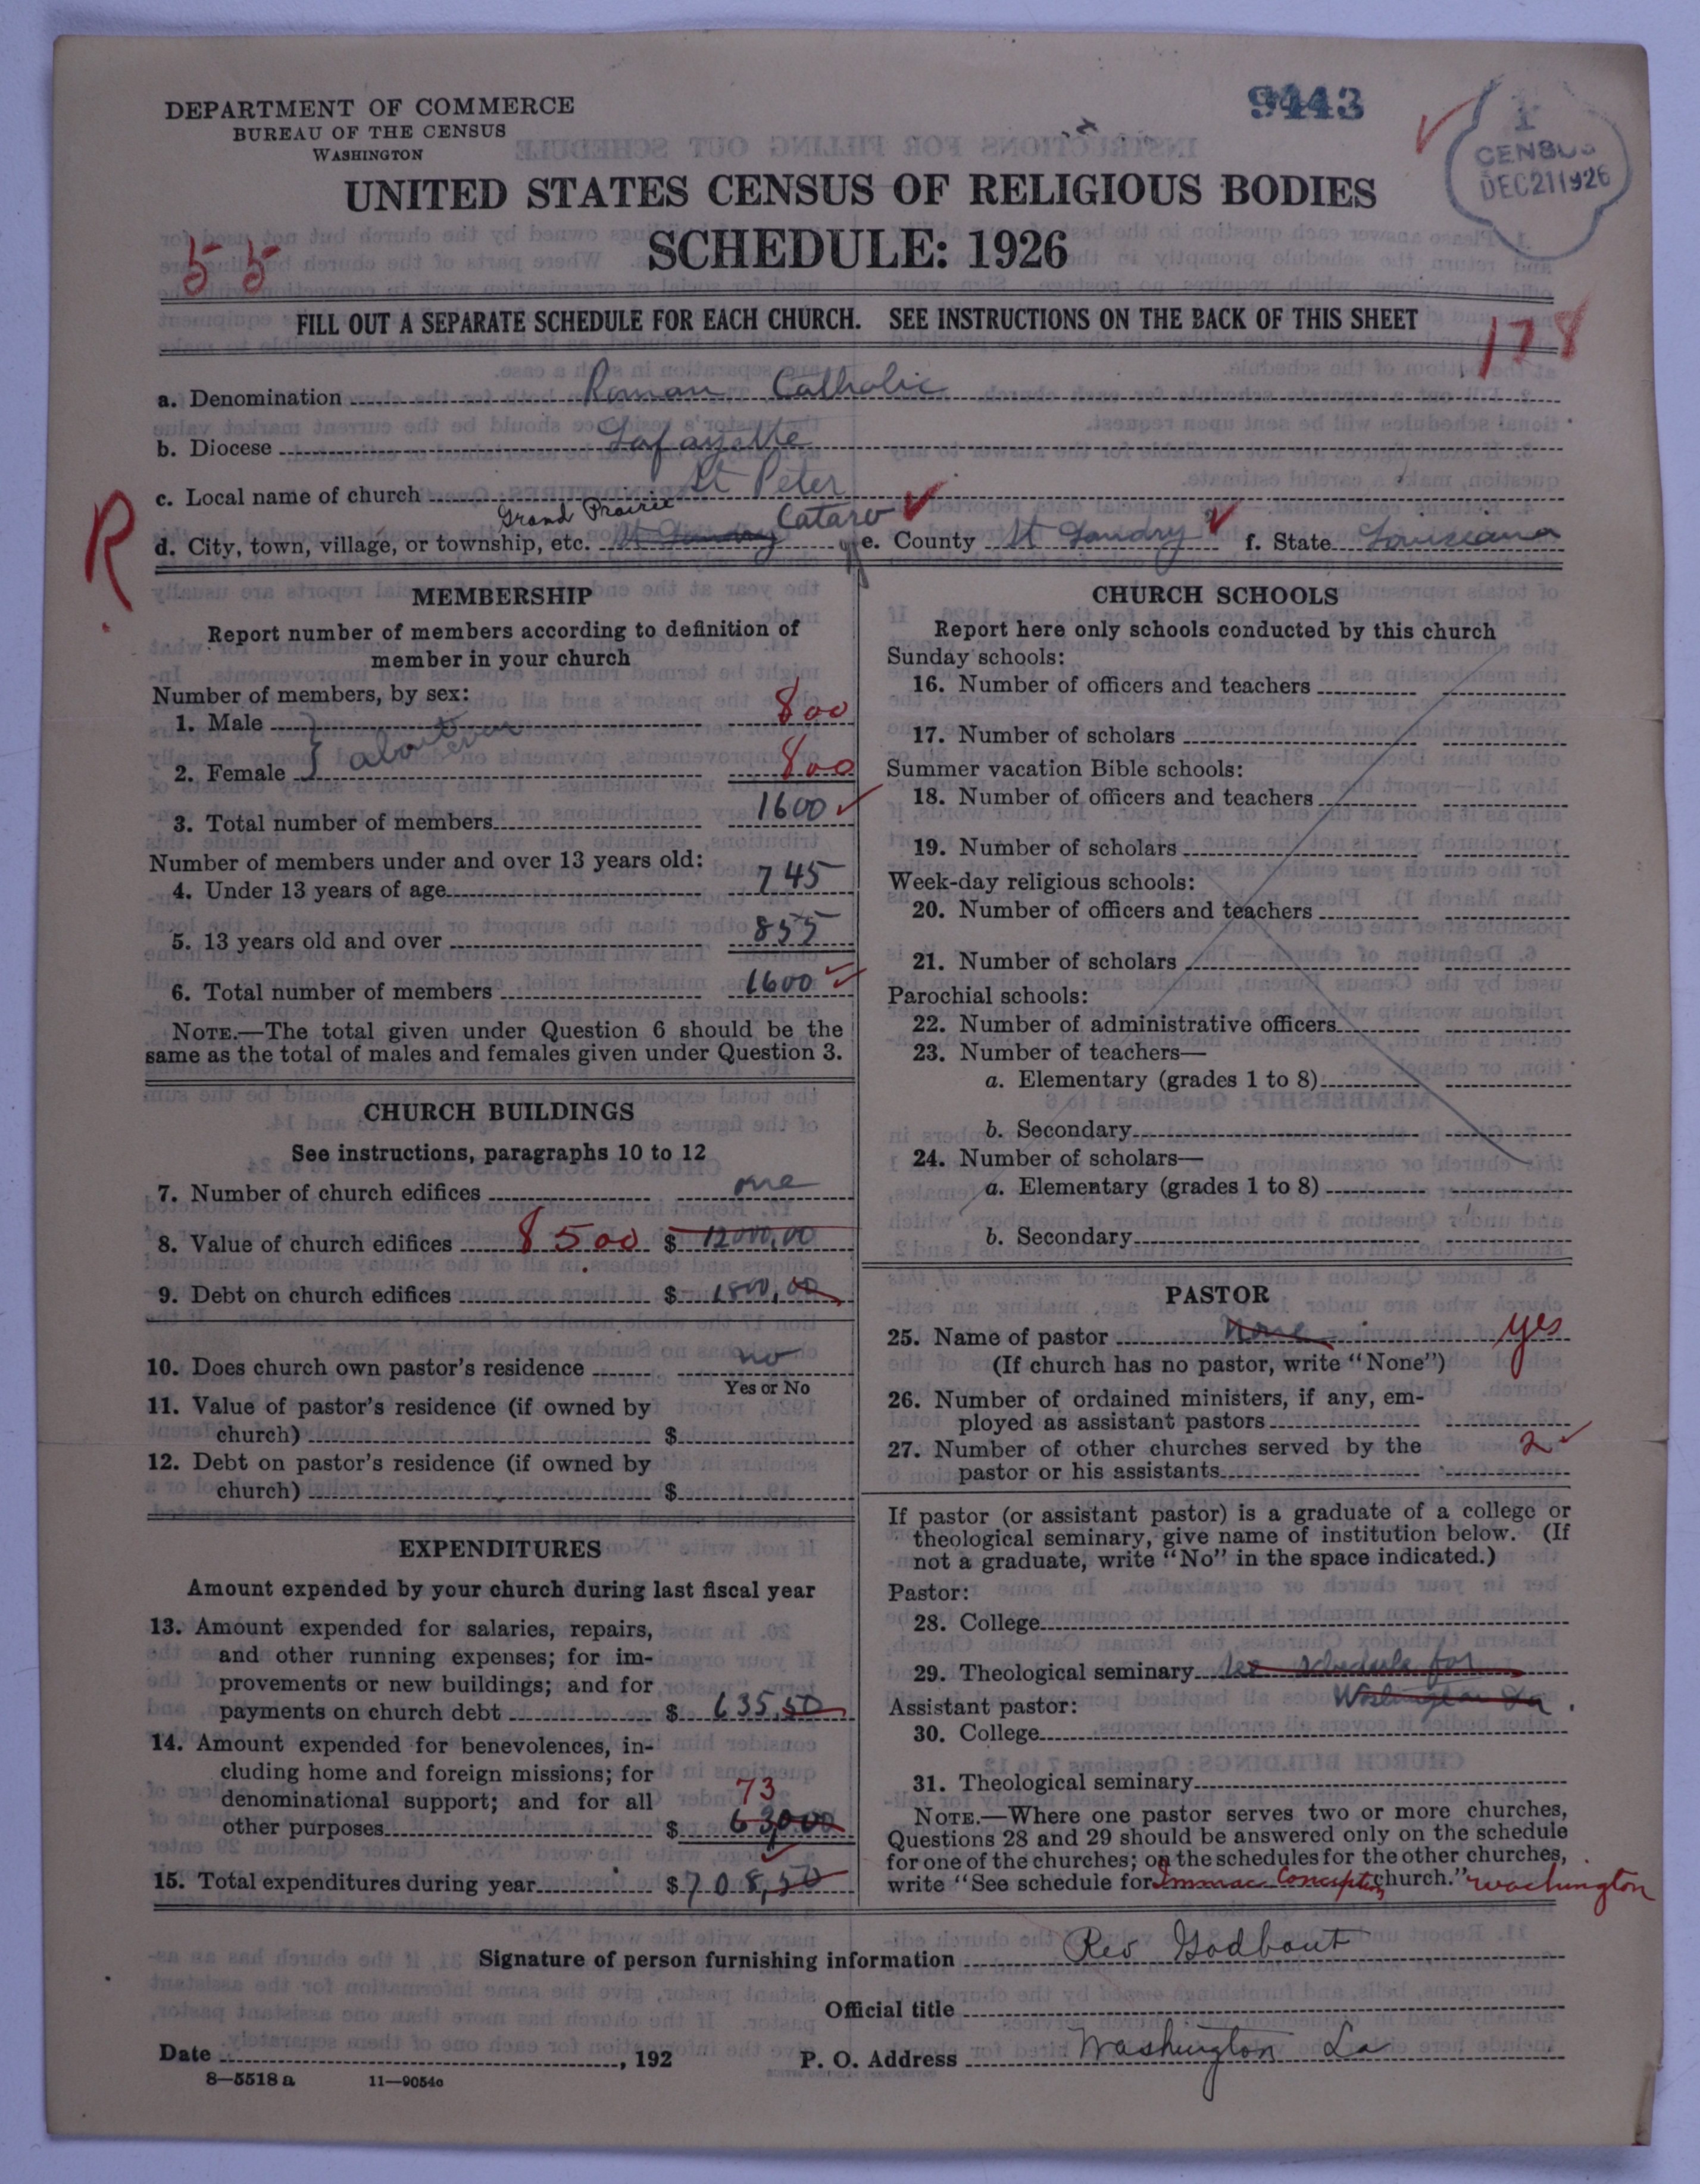 DEPARTMENT OF COMMERCE
BUREAU OF THE CENSUS
WASHINGTON
9443
CENSUS
DEC 21 1926
UNITED STATES CENSUS OF RELIGIOUS BODIES
SCHEDULE: 1926
55
FILL OUT A SEPARATE SCHEDULE FOR EACH CHURCH. SEE INSTRUCTIONS ON THE BACK OF THIS SHEET
178
a. Denomination Roman Catholic
b. Diocese Lafayette
c. Local name of church St Peter
R
Grand Prairie
d. City, town, village, or township, etc. St Landry e. County St Landry f. State Louisiana
MEMBERSHIP
Report number of members according to definition of
member in your church
Number of members, by sex:
1. Male 800
about even
2. Female 800
3. Total number of members 1600
Number of members under and over 13 years old:
4. Under 13 years of age 745
5. 13 years old and over 855
6. Total number of members 1600
NOTE.—The total given under Question 6 should be the
same as the total of males and females given under Question 3.
CHURCH BUILDINGS
See instructions, paragraphs 10 to 12
7. Number of church edifices one
8. Value of church edifices 8500 $ 12000,00
9. Debt on church edifices $ 1800,00
10. Does church own pastor's residence no
Yes or No
11. Value of pastor's residence (if owned by
church) $
12. Debt on pastor's residence (if owned by
church) $
EXPENDITURES
Amount expended by your church during last fiscal year
13. Amount expended for salaries, repairs,
and other running expenses; for im-
provements or new buildings; and for
payments on church debt $ 635,50
14. Amount expended for benevolences, in-
cluding home and foreign missions; for
denominational support; and for all 73
other purposes $
15. Total expenditures during year $ 708,50
CHURCH SCHOOLS
Report here only schools conducted by this church
Sunday schools:
16. Number of officers and teachers
17. Number of scholars
Summer vacation Bible schools:
18. Number of officers and teachers
19. Number of scholars
Week-day religious schools:
20. Number of officers and teachers
21. Number of scholars
Parochial schools:
22. Number of administrative officers
23. Number of teachers—
a. Elementary (grades 1 to 8)
b. Secondary
24. Number of scholars—
a. Elementary (grades 1 to 8)
b. Secondary
PASTOR
25. Name of pastor None yes
(If church has no pastor, write "None")
26. Number of ordained ministers, if any, em-
ployed as assistant pastors
27. Number of other churches served by the 2
pastor or his assistants
If pastor (or assistant pastor) is a graduate of a college or
theological seminary, give name of institution below. (If
not a graduate, write "No" in the space indicated.)
Pastor:
28. College
29. Theological seminary see schedule for
Washington La
Assistant pastor:
30. College
31. Theological seminary
NOTE.—Where one pastor serves two or more churches,
Questions 28 and 29 should be answered only on the schedule
for one of the churches; on the schedules for the other churches,
write "See schedule for Immac Conception church." Washington
Signature of person furnishing information Rev Godbout
Official title
Date , 192 P. O. Address Washington La
8—5518 a 11—9054c